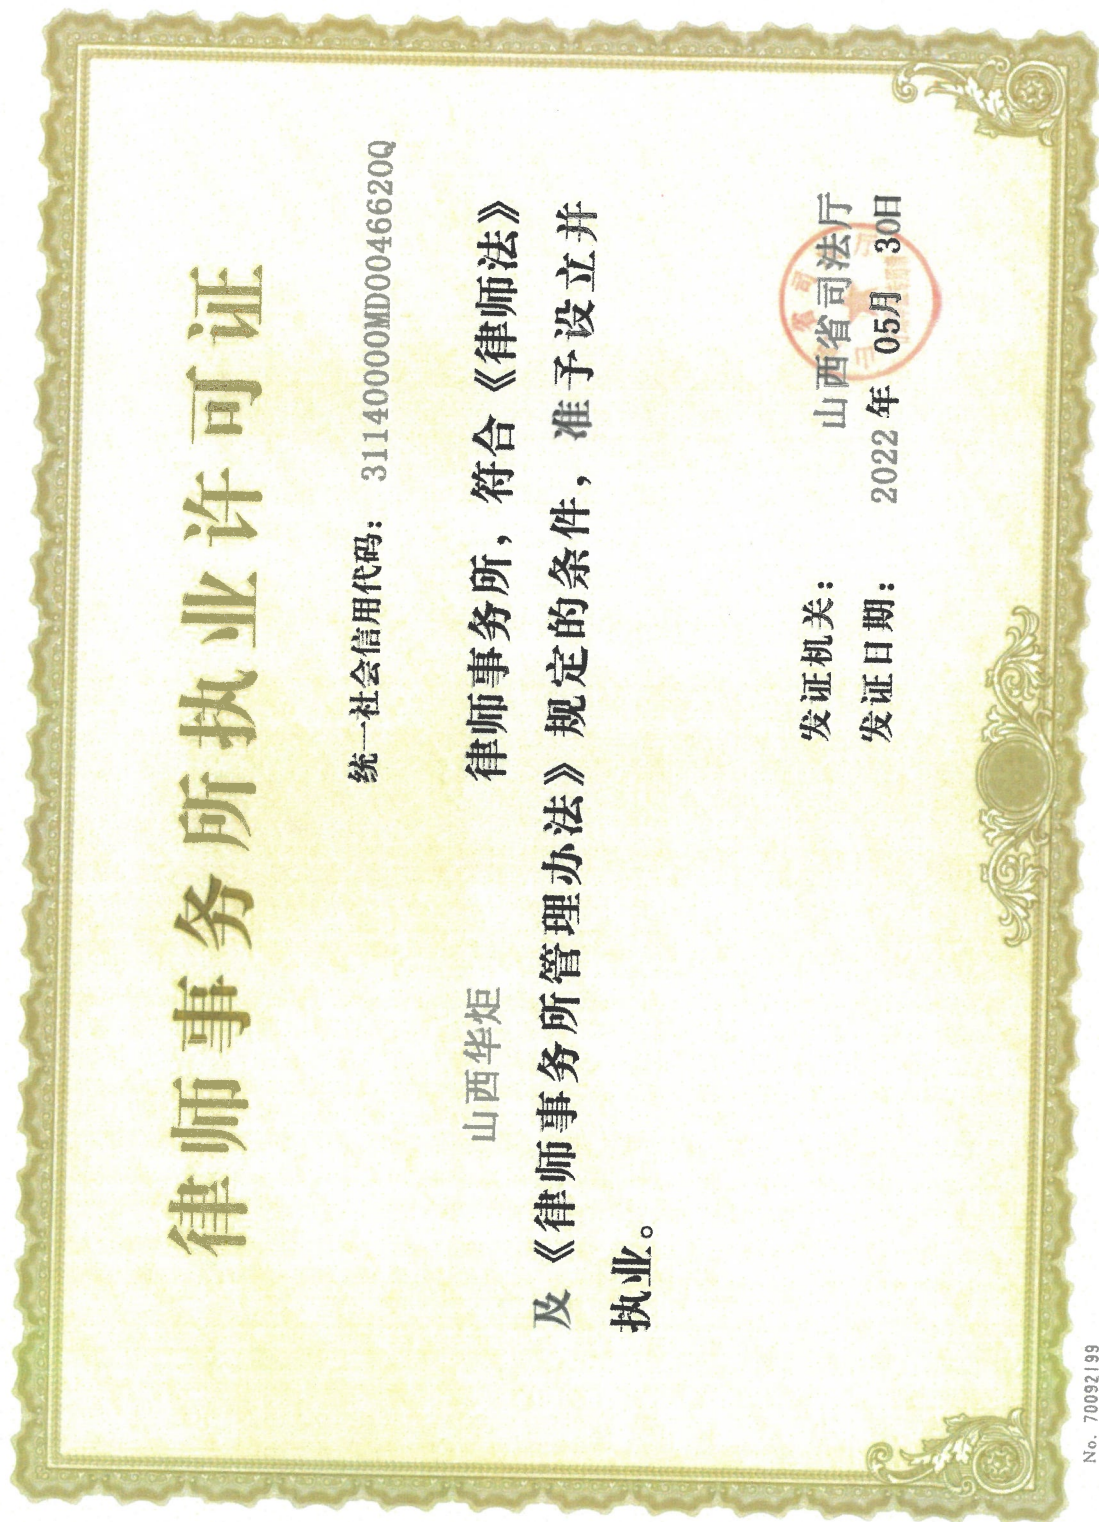 律师事务所执业许可证
统一社会信用代码：31140000MD0046620Q
山西华炬 律师事务所，符合《律师法》
及《律师事务所管理办法》规定的条件，准予设立并
执业。
发证机关：山西省司法厅
发证日期：2022年 05月 30日
No. 70092199